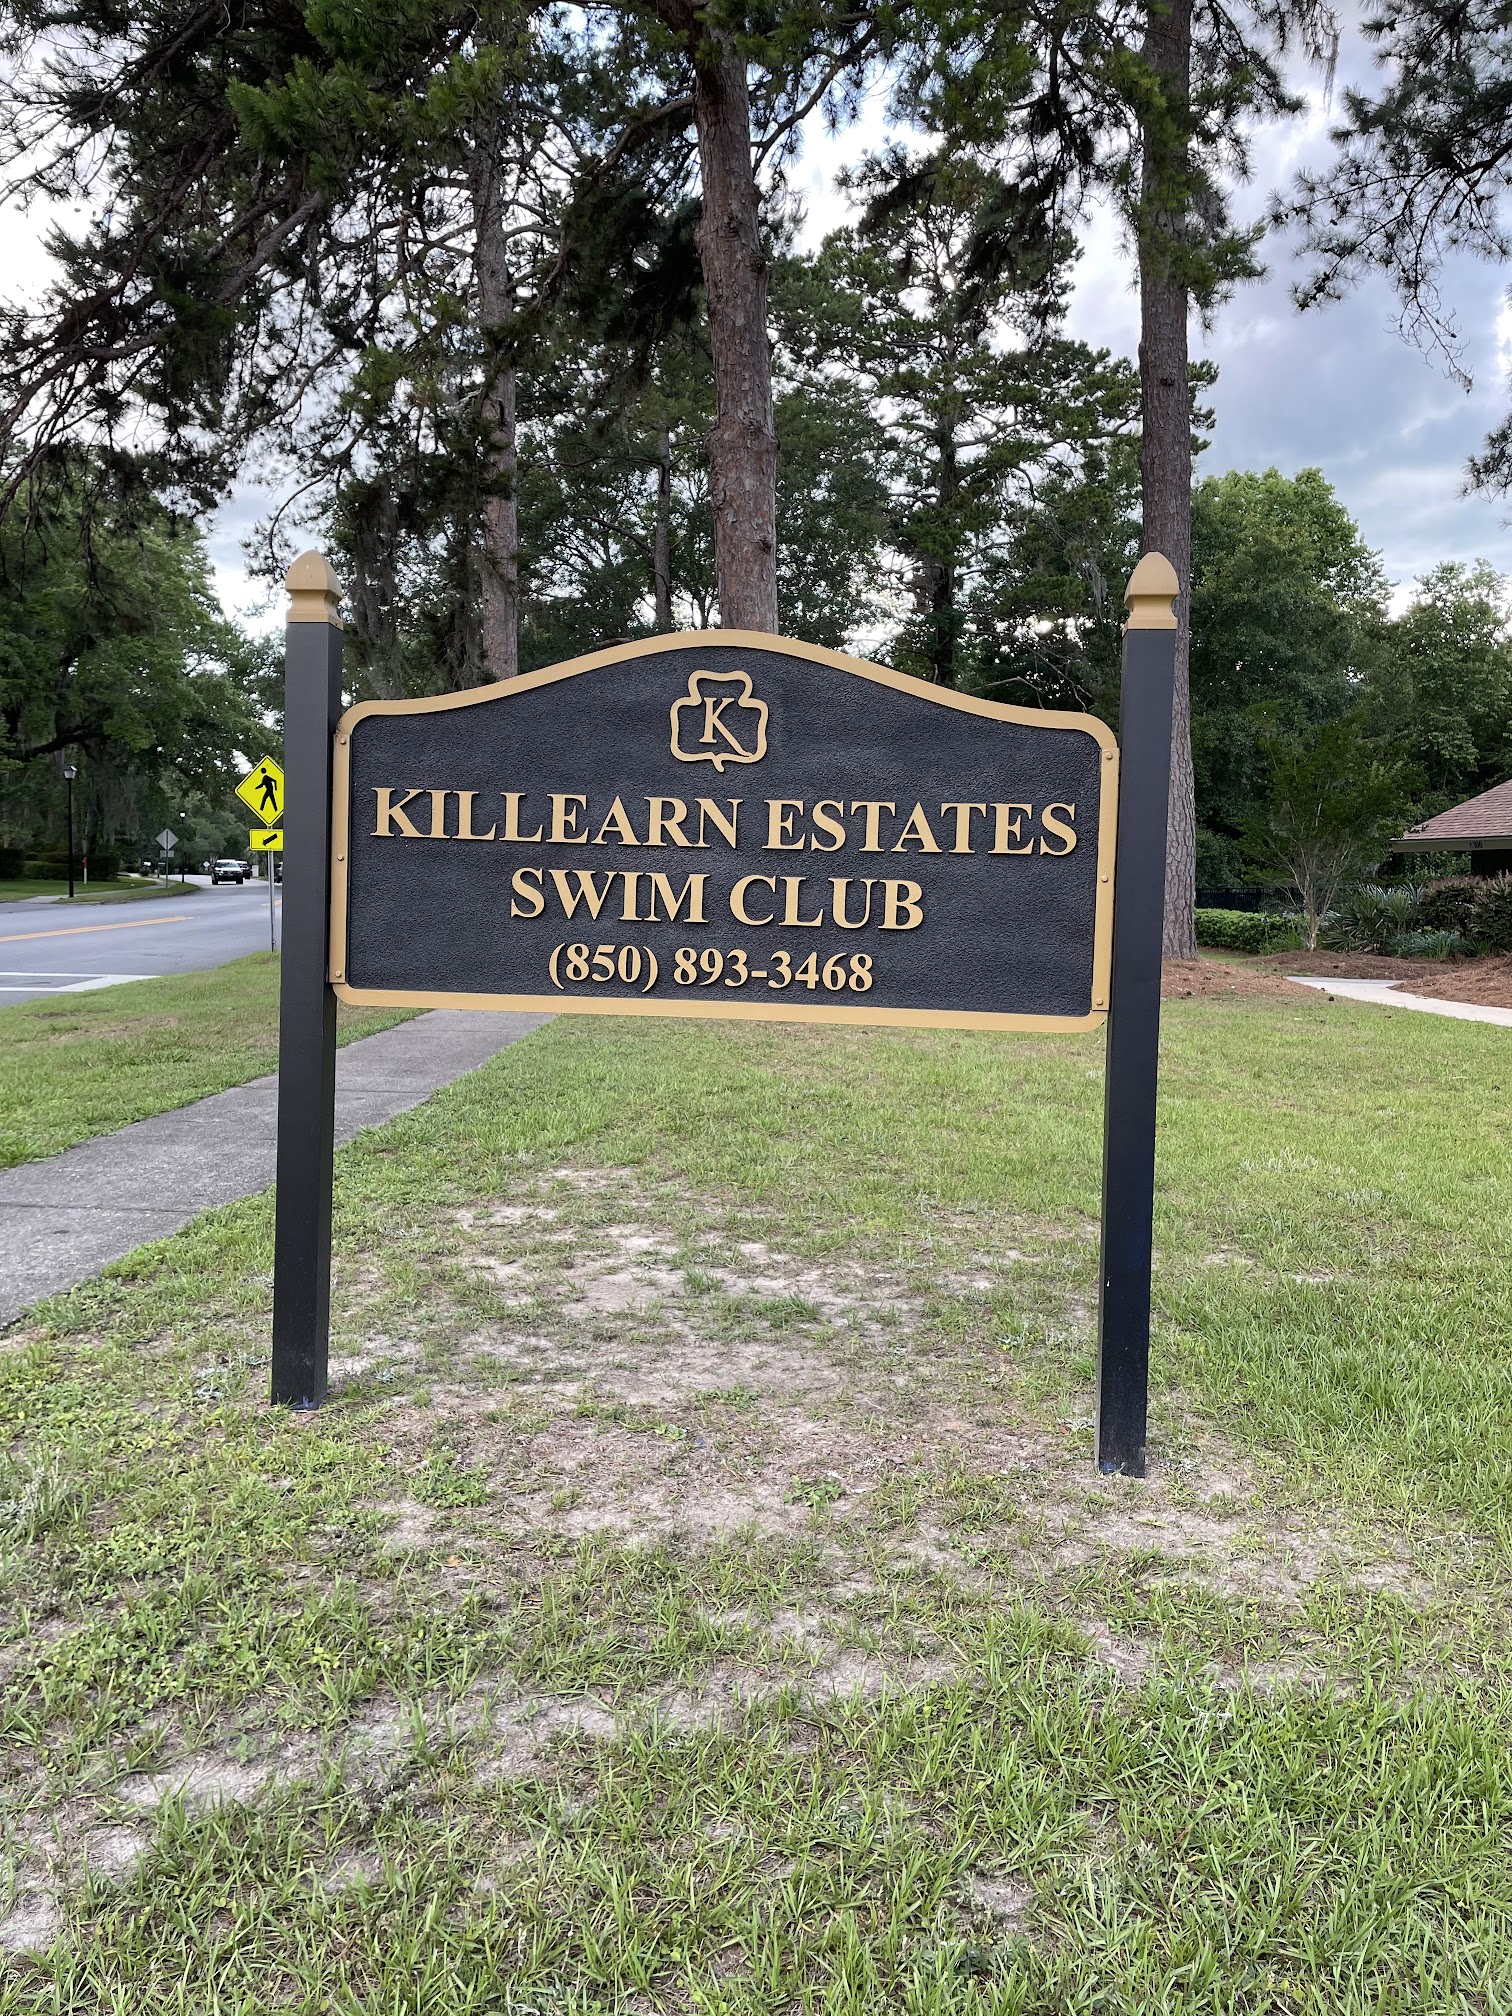 K
KILLEARN ESTATES
SWIM CLUB
(850) 893-3468